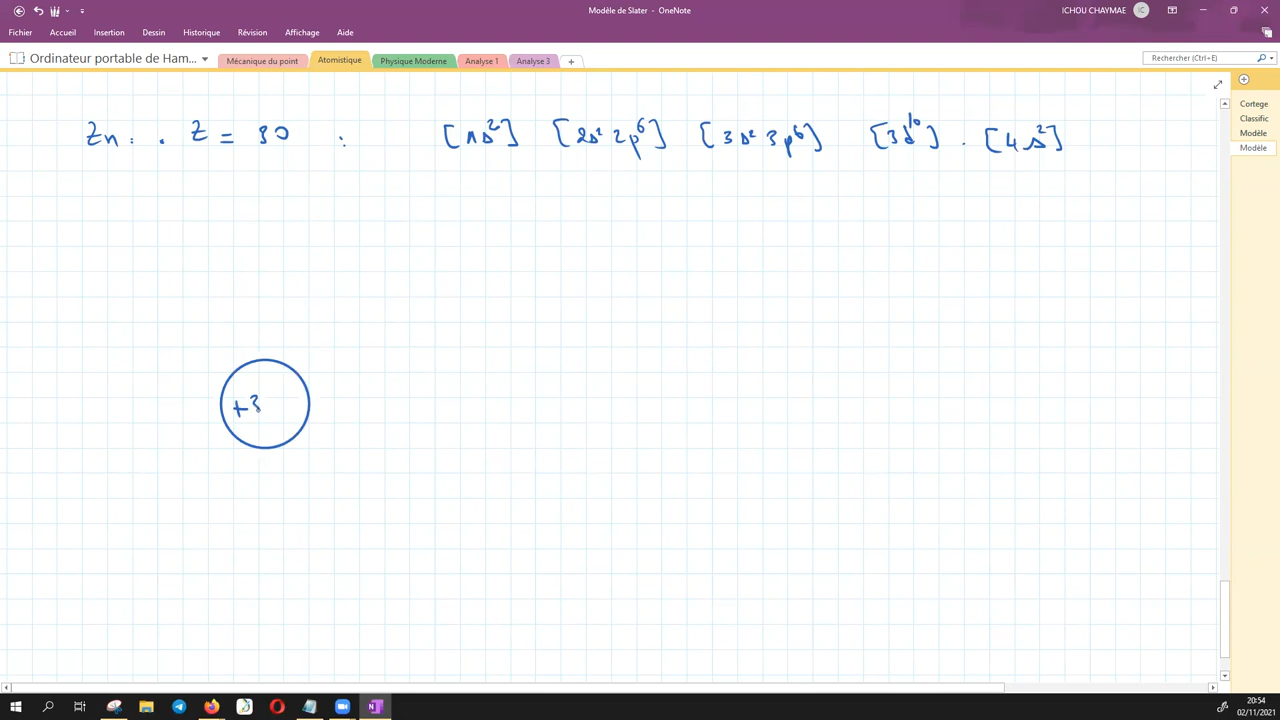 Modèle de Slater - OneNote
ICHOU CHAYMAE
IC
Fichier Accueil Insertion Dessin Historique Révision Affichage Aide
Ordinateur portable de Ham... Mécanique du point Atomistique Physique Moderne Analyse 1 Analyse 3 +
Rechercher (Ctrl+E)
Cortege
Classific
Modèle
Modèle
Zn : . Z = 30 : [1s²] [2s² 2p⁶] [3s² 3p⁶] [3d¹⁰] . [4s²]
+3
20:54
02/11/2021